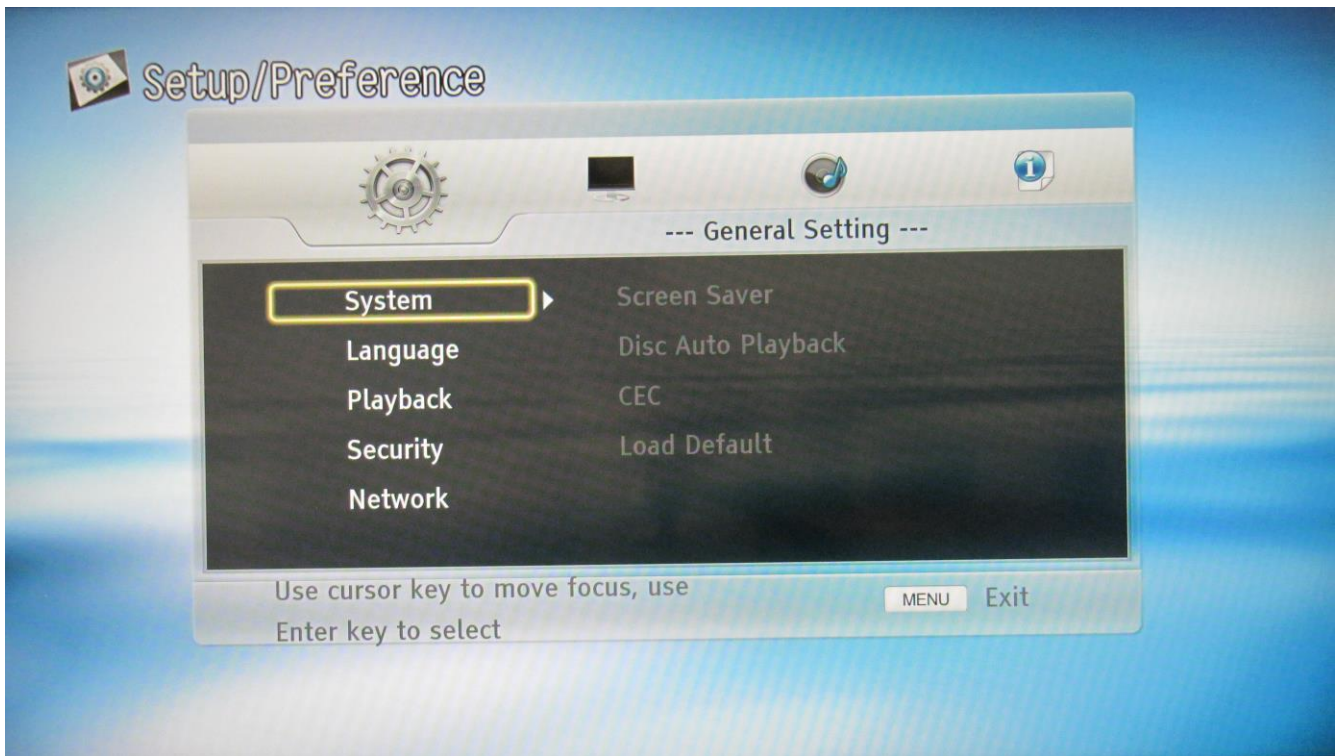 Setup/Preference
--- General Setting ---
System
Language
Playback
Security
Network
Screen Saver
Disc Auto Playback
CEC
Load Default
Use cursor key to move focus, use
Enter key to select
MENU Exit